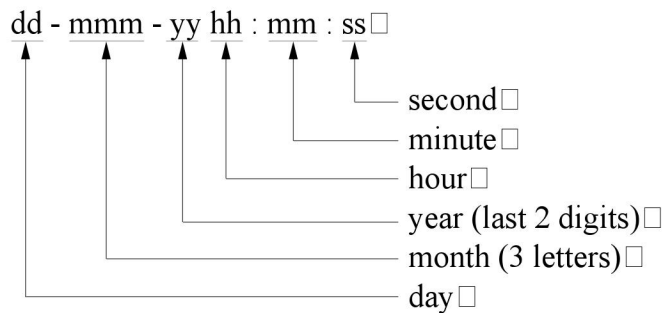 dd - mmm - yy hh : mm : ss□
second□
minute□
hour□
year (last 2 digits)□
month (3 letters)□
day□